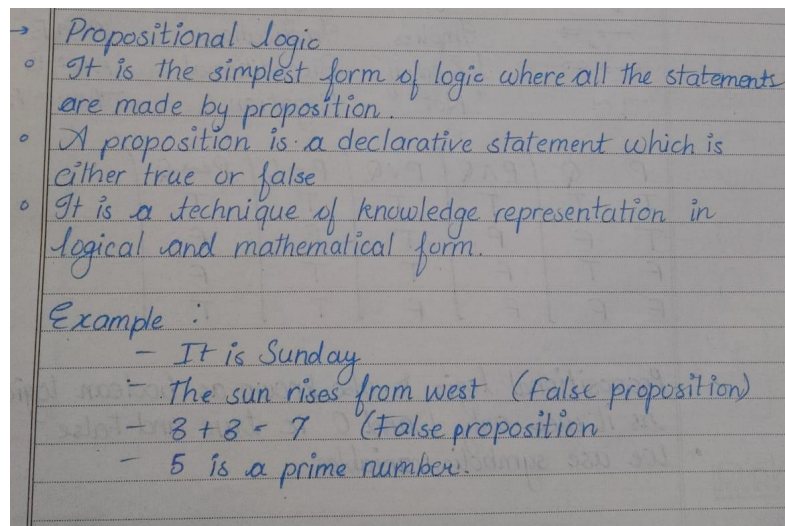 → Propositional logic
○ It is the simplest form of logic where all the statements
are made by proposition.
○ A proposition is a declarative statement which is
either true or false
○ It is a technique of knowledge representation in
logical and mathematical form.
Example :
- It is Sunday
- The sun rises from west (False proposition)
- 3 + 3 = 7 (False proposition
- 5 is a prime number.